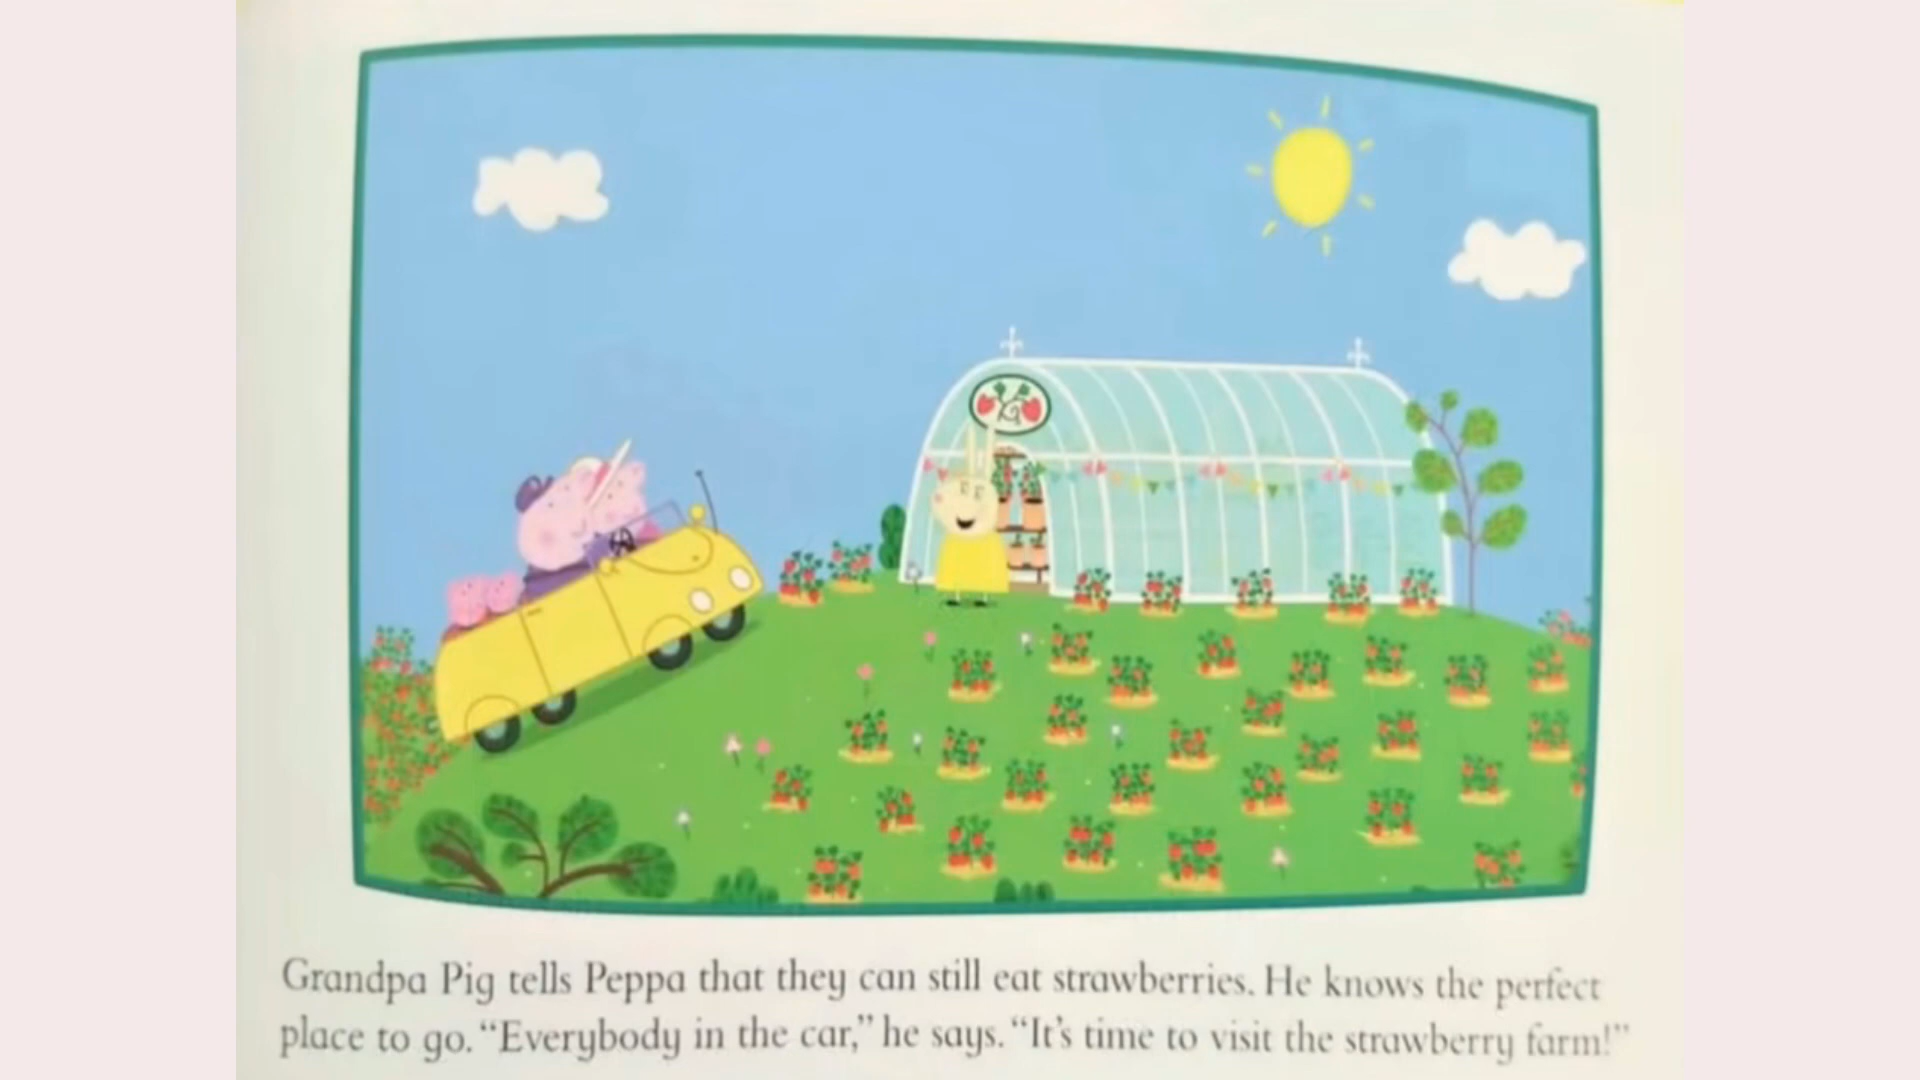 Grandpa Pig tells Peppa that they can still eat strawberries. He knows the perfect
place to go. “Everybody in the car,” he says. “It’s time to visit the strawberry farm!”